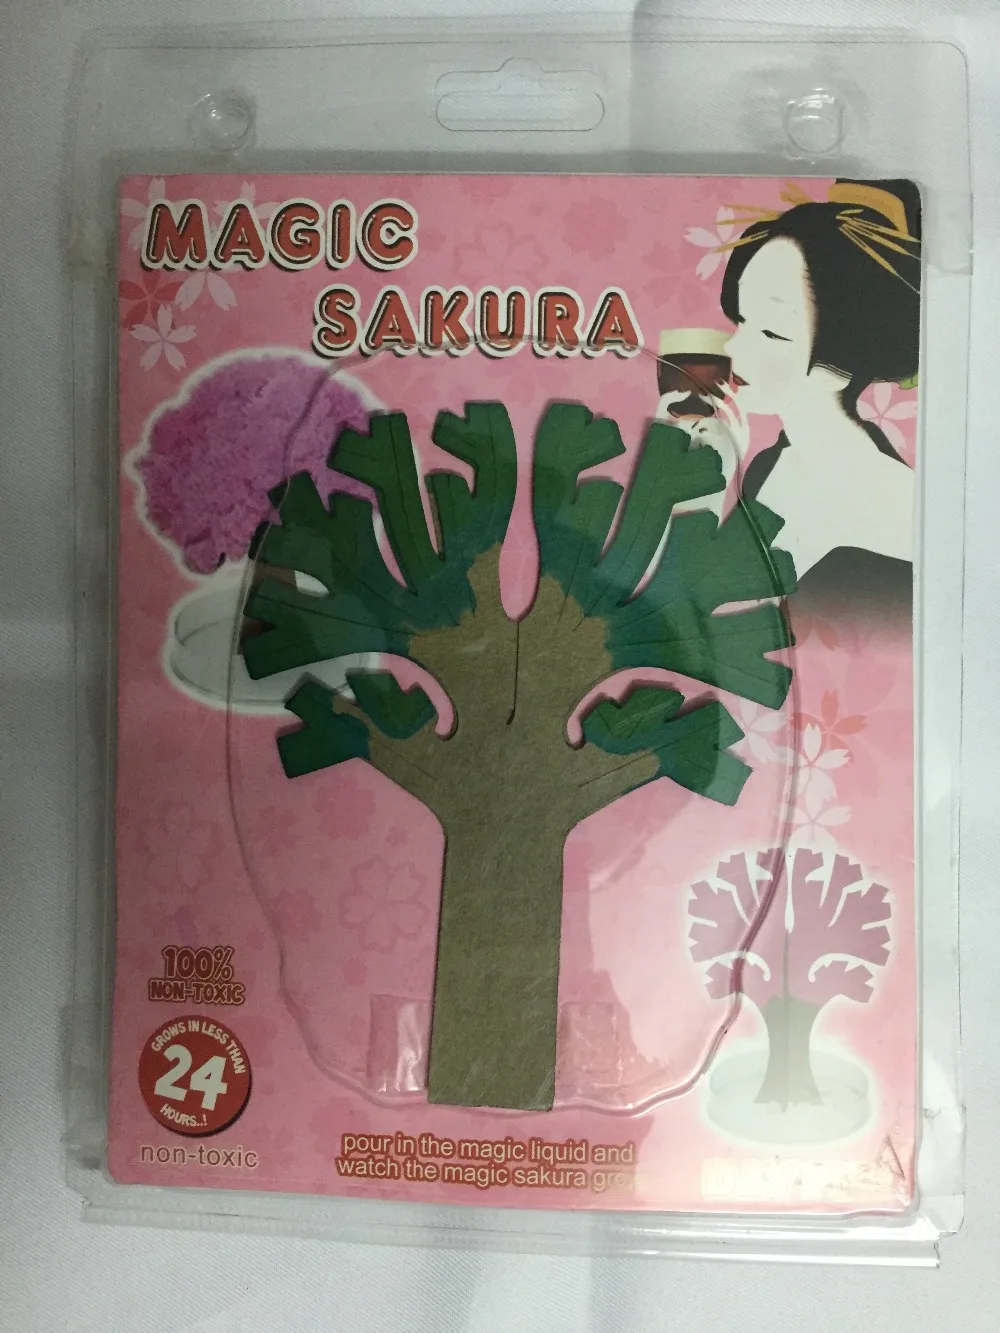 MAGIC
SAKURA
100%
NON-TOXIC
GROWS IN LESS THAN
24
HOURS..!
non-toxic
pour in the magic liquid and
watch the magic sakura